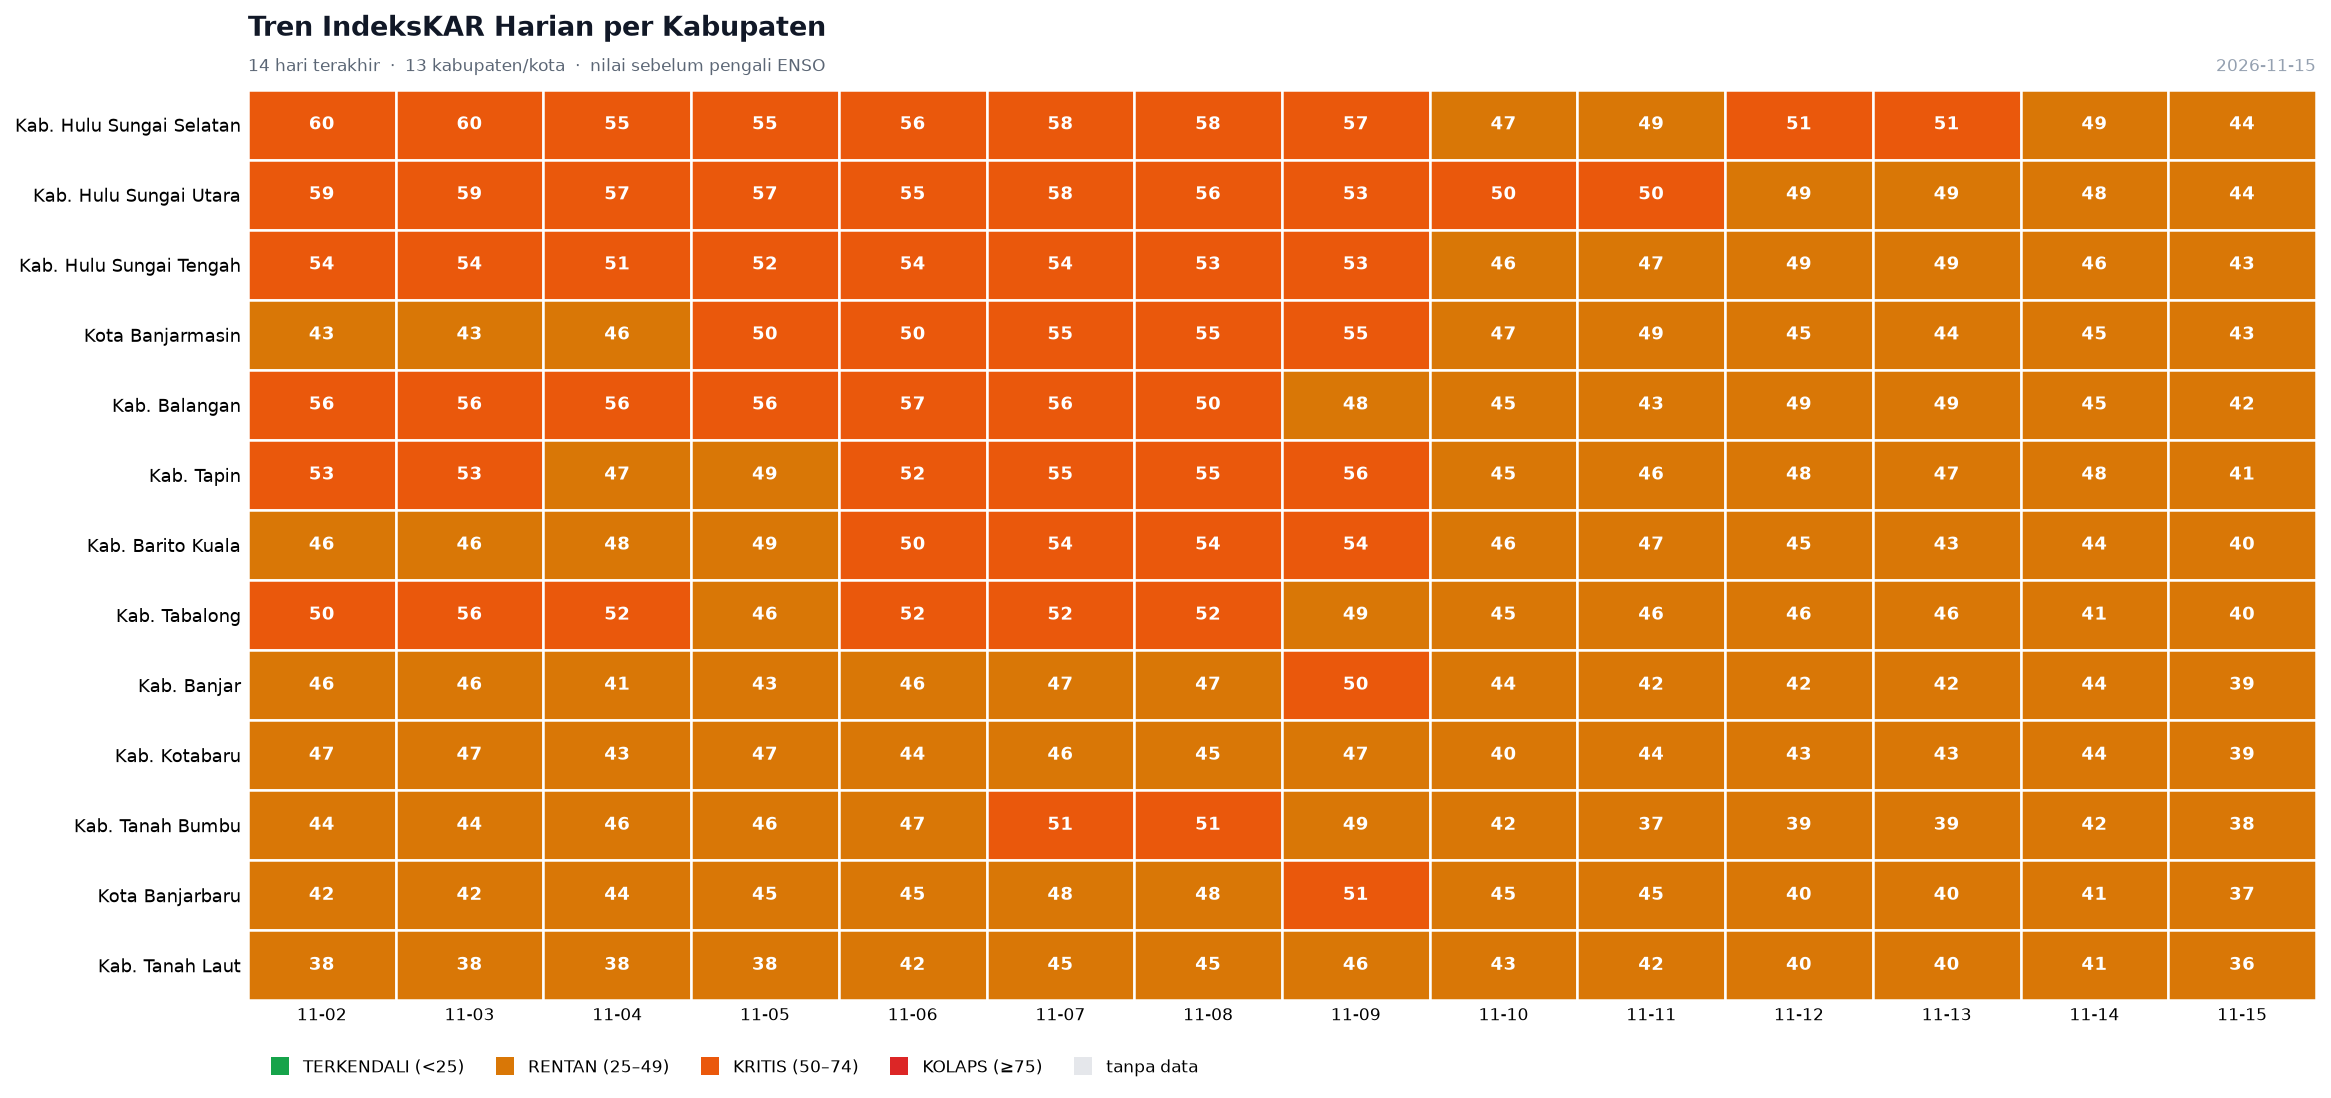 Tren IndeksKAR Harian per Kabupaten
14 hari terakhir · 13 kabupaten/kota · nilai sebelum pengali ENSO 2026-11-15
Kab. Hulu Sungai Selatan 60 60 55 55 56 58 58 57 47 49 51 51 49 44
Kab. Hulu Sungai Utara 59 59 57 57 55 58 56 53 50 50 49 49 48 44
Kab. Hulu Sungai Tengah 54 54 51 52 54 54 53 53 46 47 49 49 46 43
Kota Banjarmasin 43 43 46 50 50 55 55 55 47 49 45 44 45 43
Kab. Balangan 56 56 56 56 57 56 50 48 45 43 49 49 45 42
Kab. Tapin 53 53 47 49 52 55 55 56 45 46 48 47 48 41
Kab. Barito Kuala 46 46 48 49 50 54 54 54 46 47 45 43 44 40
Kab. Tabalong 50 56 52 46 52 52 52 49 45 46 46 46 41 40
Kab. Banjar 46 46 41 43 46 47 47 50 44 42 42 42 44 39
Kab. Kotabaru 47 47 43 47 44 46 45 47 40 44 43 43 44 39
Kab. Tanah Bumbu 44 44 46 46 47 51 51 49 42 37 39 39 42 38
Kota Banjarbaru 42 42 44 45 45 48 48 51 45 45 40 40 41 37
Kab. Tanah Laut 38 38 38 38 42 45 45 46 43 42 40 40 41 36
11-02 11-03 11-04 11-05 11-06 11-07 11-08 11-09 11-10 11-11 11-12 11-13 11-14 11-15
TERKENDALI (<25) RENTAN (25–49) KRITIS (50–74) KOLAPS (≥75) tanpa data